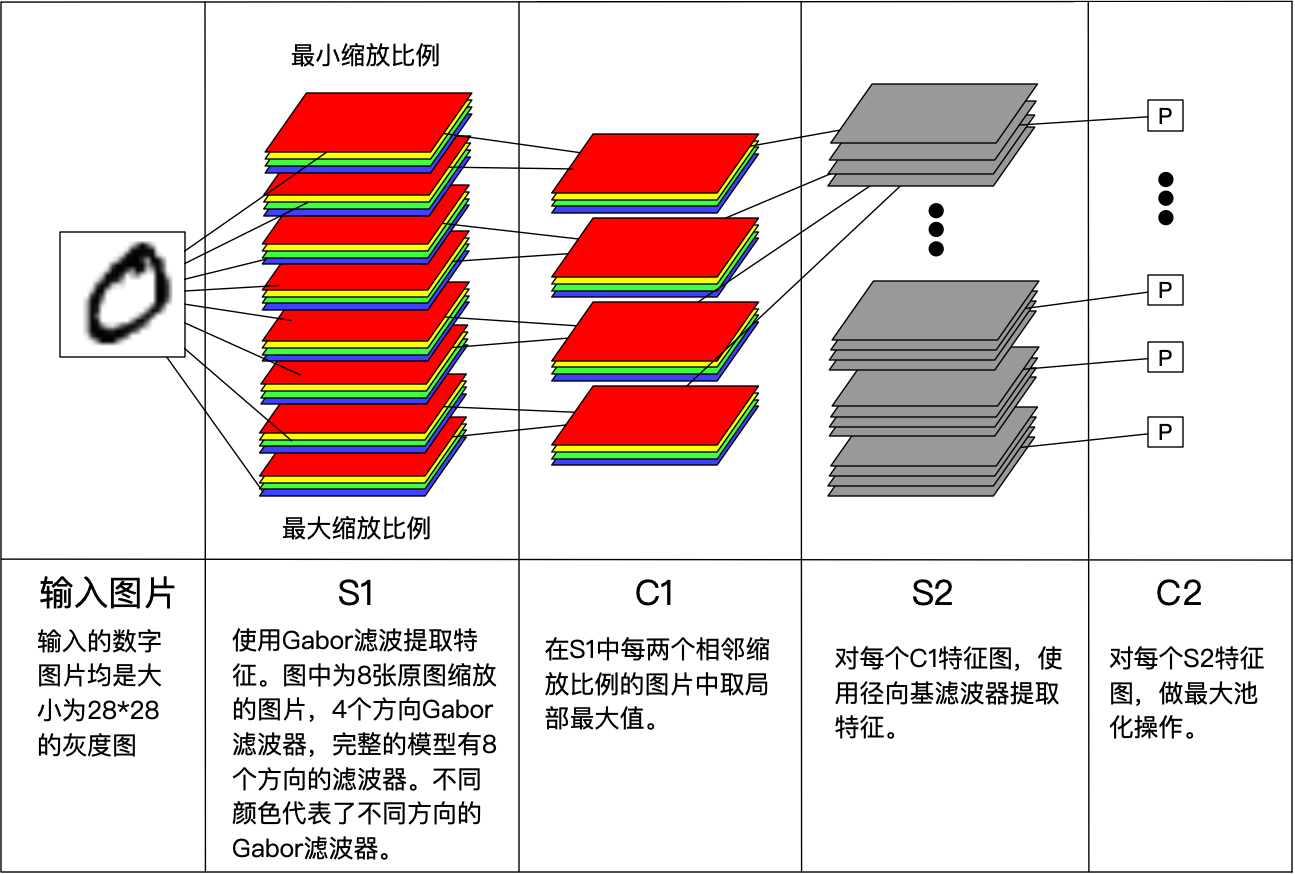 最小缩放比例
P
P
P
P
最大缩放比例
输入图片
输入的数字
图片均是大
小为28*28
的灰度图
S1
使用Gabor滤波提取特
征。图中为8张原图缩放
的图片，4个方向Gabor
滤波器，完整的模型有8
个方向的滤波器。不同
颜色代表了不同方向的
Gabor滤波器。
C1
在S1中每两个相邻缩
放比例的图片中取局
部最大值。
S2
对每个C1特征图，使
用径向基滤波器提取
特征。
C2
对每个S2特征
图，做最大池
化操作。